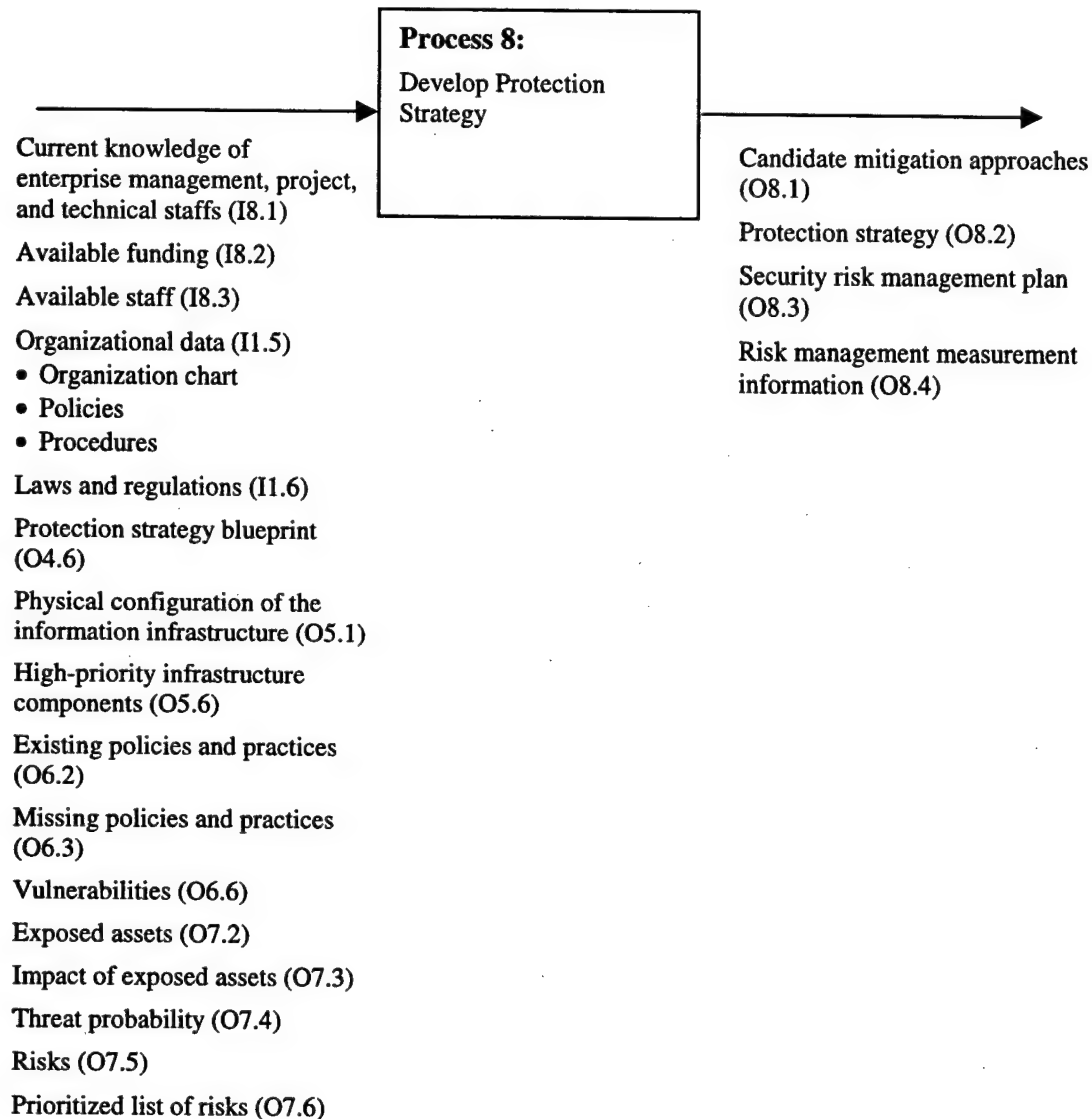 Process 8:
Develop Protection
Strategy
Current knowledge of
enterprise management, project,
and technical staffs (I8.1)
Available funding (I8.2)
Available staff (I8.3)
Organizational data (I1.5)
• Organization chart
• Policies
• Procedures
Laws and regulations (I1.6)
Protection strategy blueprint
(O4.6)
Physical configuration of the
information infrastructure (O5.1)
High-priority infrastructure
components (O5.6)
Existing policies and practices
(O6.2)
Missing policies and practices
(O6.3)
Vulnerabilities (O6.6)
Exposed assets (O7.2)
Impact of exposed assets (O7.3)
Threat probability (O7.4)
Risks (O7.5)
Prioritized list of risks (O7.6)
Candidate mitigation approaches
(O8.1)
Protection strategy (O8.2)
Security risk management plan
(O8.3)
Risk management measurement
information (O8.4)